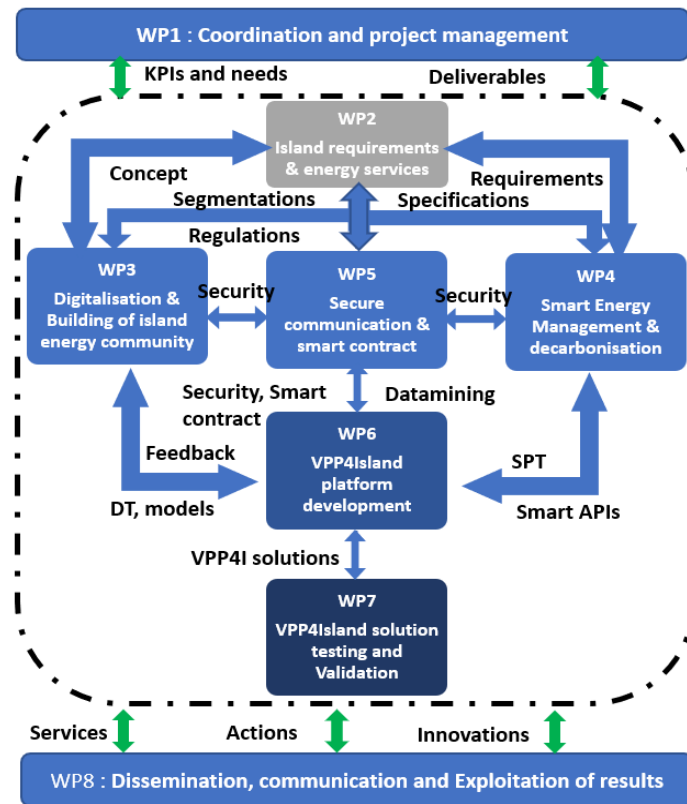 WP1 : Coordination and project management
KPIs and needs
Deliverables
WP2
Island requirements
& energy services
Concept
Requirements
Segmentations
Specifications
Regulations
WP3
Digitalisation &
Building of island
energy community
Security
WP5
Secure
communication &
smart contract
Security
WP4
Smart Energy
Management &
decarbonisation
Security, Smart
contract
Datamining
WP6
VPP4Island
platform
development
Feedback
DT, models
SPT
Smart APIs
VPP4I solutions
WP7
VPP4Island solution
testing and
Validation
Services
Actions
Innovations
WP8 : Dissemination, communication and Exploitation of results